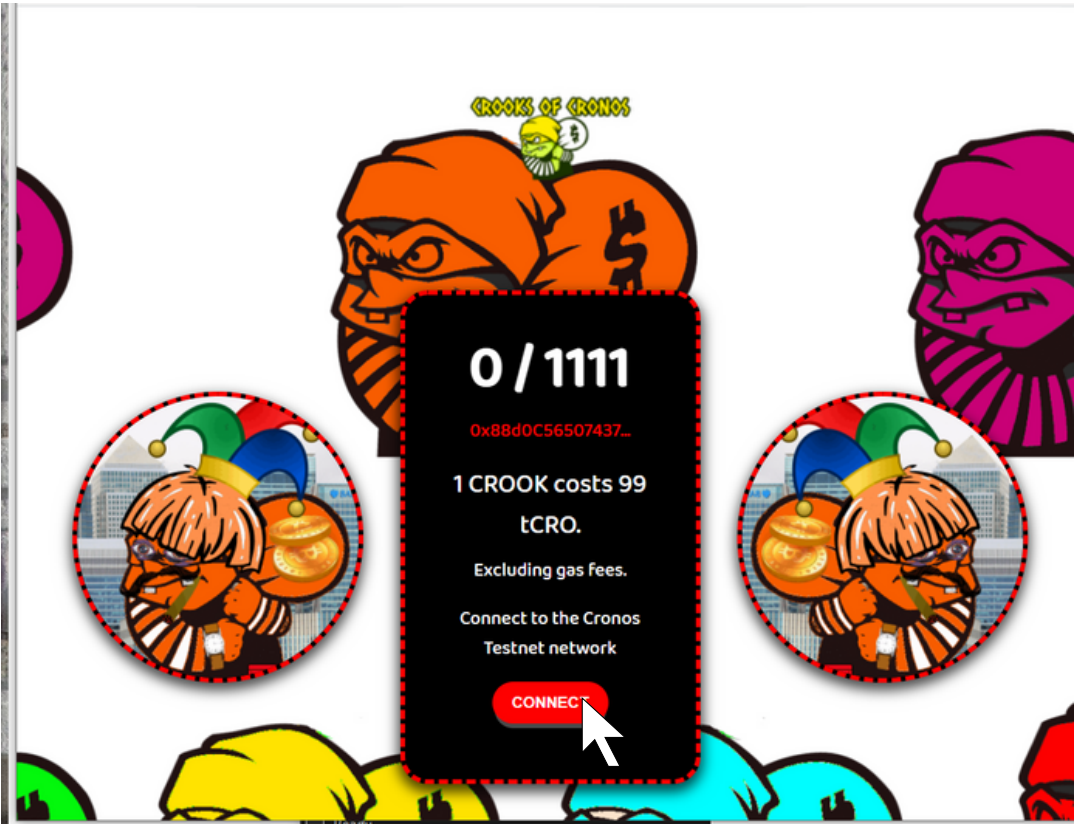 CROOKS OF CRONOS
$
$
0 / 1111
0x88d0C56507437...
1 CROOK costs 99
tCRO.
Excluding gas fees.
Connect to the Cronos
Testnet network
CONNECT